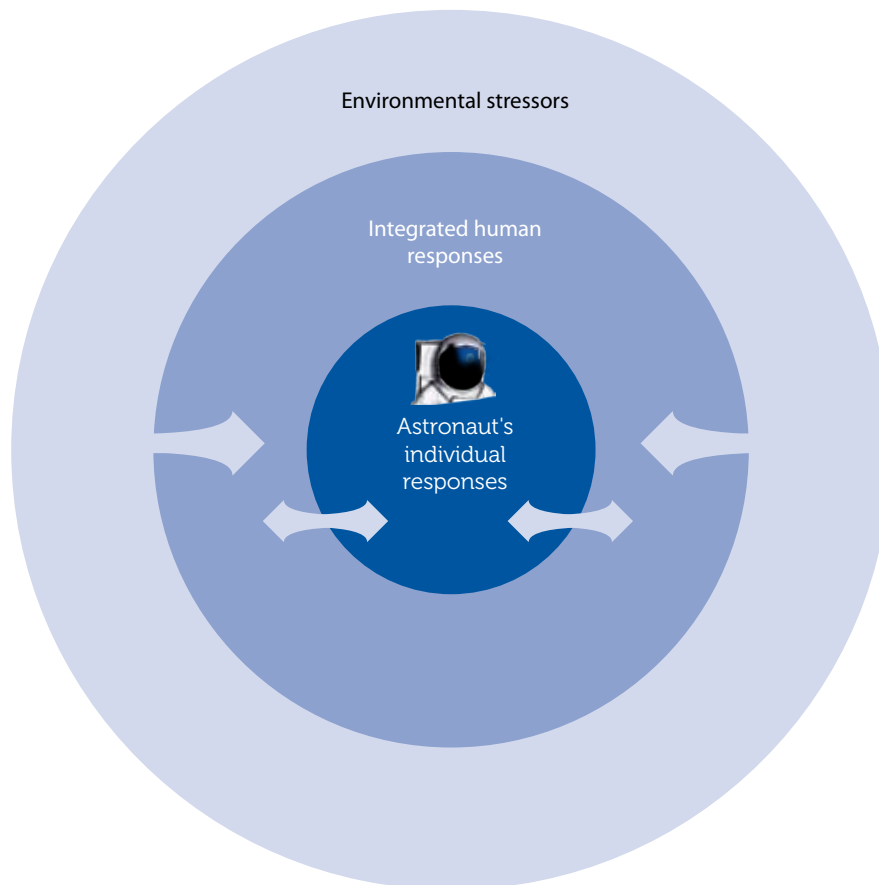 Environmental stressors
Integrated human
responses
Astronaut's
individual
responses